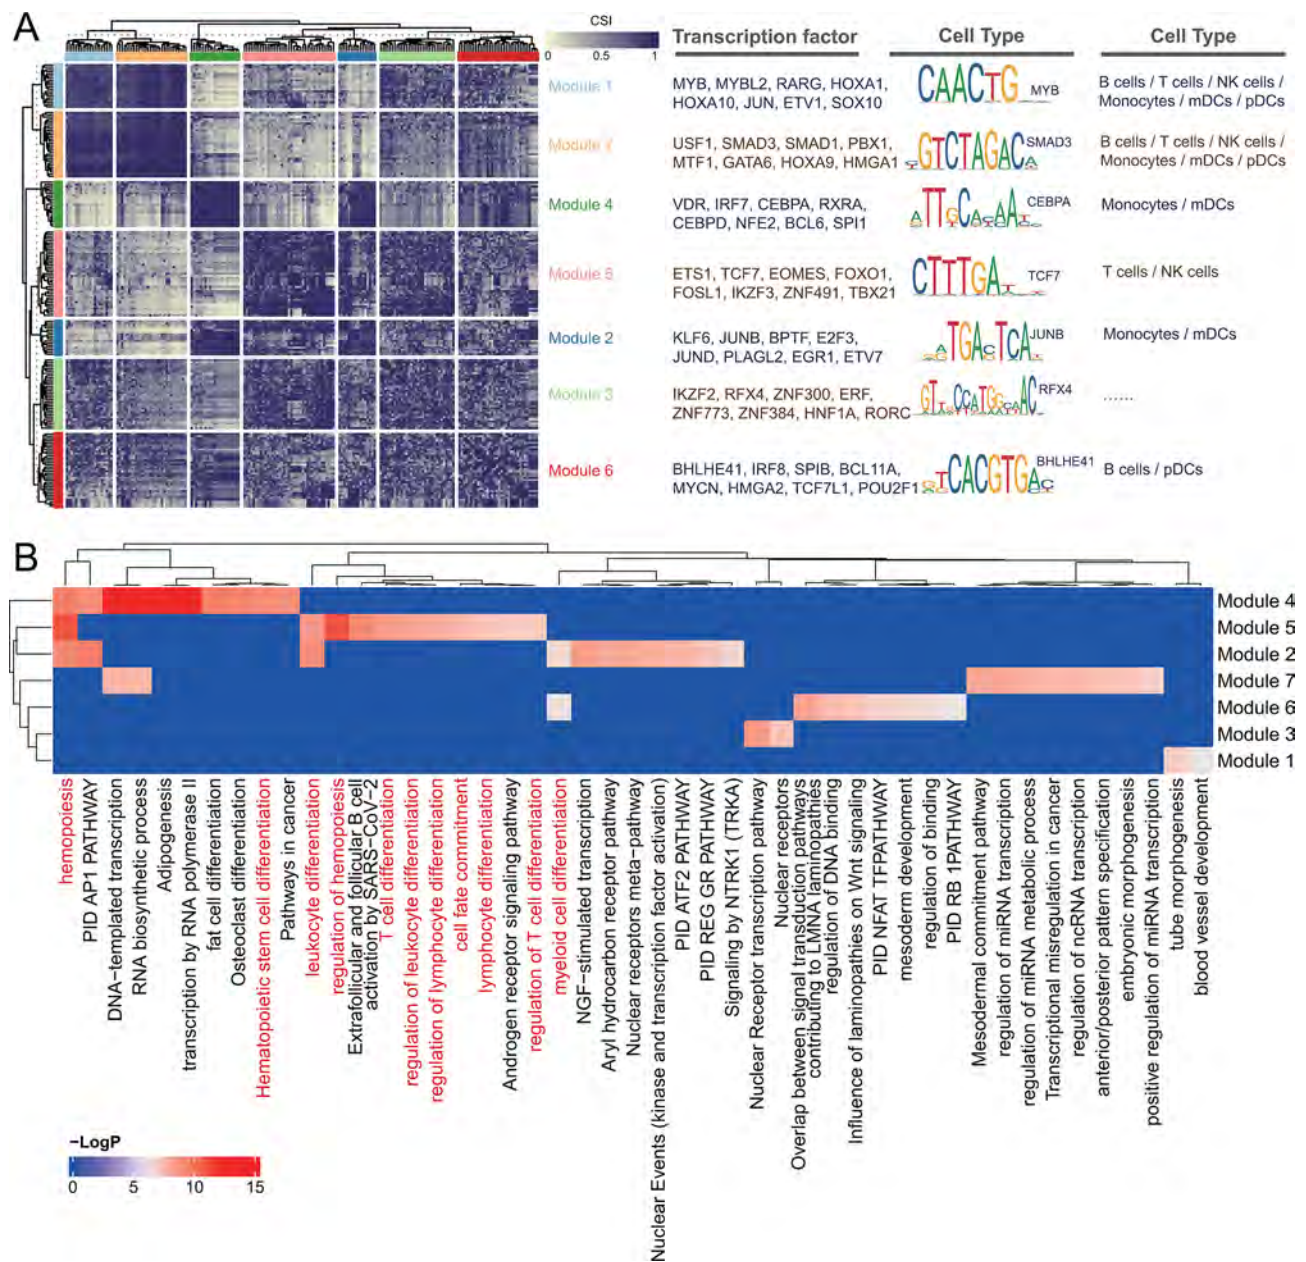 A
CSI
0 0.5 1
Transcription factor
Cell Type
Cell Type
Module 1
MYB, MYBL2, RARG, HOXA1,
HOXA10, JUN, ETV1, SOX10
CAACTG
MYB
B cells / T cells / NK cells /
Monocytes / mDCs / pDCs
Module 7
USF1, SMAD3, SMAD1, PBX1,
MTF1, GATA6, HOXA9, HMGA1
GTCTAGAC
SMAD3
B cells / T cells / NK cells /
Monocytes / mDCs / pDCs
Module 4
VDR, IRF7, CEBPA, RXRA,
CEBPD, NFE2, BCL6, SPI1
CEBPA
Monocytes / mDCs
Module 5
ETS1, TCF7, EOMES, FOXO1,
FOSL1, IKZF3, ZNF491, TBX21
CTTTGA
TCF7
T cells / NK cells
Module 2
KLF6, JUNB, BPTF, E2F3,
JUND, PLAGL2, EGR1, ETV7
JUNB
Monocytes / mDCs
Module 3
IKZF2, RFX4, ZNF300, ERF,
ZNF773, ZNF384, HNF1A, RORC
RFX4
......
Module 6
BHLHE41, IRF8, SPIB, BCL11A,
MYCN, HMGA2, TCF7L1, POU2F1
TCACGTGA
BHLHE41
B cells / pDCs
B
Module 4
Module 5
Module 2
Module 7
Module 6
Module 3
Module 1
hemopoiesis
PID AP1 PATHWAY
DNA-templated transcription
RNA biosynthetic process
Adipogenesis
transcription by RNA polymerase II
fat cell differentiation
Osteoclast differentiation
Hematopoietic stem cell differentiation
Pathways in cancer
leukocyte differentiation
regulation of hemopoiesis
Extrafollicular and follicular B cell
activation by SARS-CoV-2
T cell differentiation
regulation of leukocyte differentiation
regulation of lymphocyte differentiation
cell fate commitment
lymphocyte differentiation
Androgen receptor signaling pathway
regulation of T cell differentiation
myeloid cell differentiation
NGF-stimulated transcription
Aryl hydrocarbon receptor pathway
Nuclear receptors meta-pathway
Nuclear Events (kinase and transcription factor activation)
PID ATF2 PATHWAY
PID REG GR PATHWAY
Signaling by NTRK1 (TRKA)
Nuclear Receptor transcription pathway
Nuclear receptors
Overlap between signal transduction pathways
contributing to LMNA laminopathies
regulation of DNA binding
Influence of laminopathies on Wnt signaling
PID NFAT TFPATHWAY
mesoderm development
regulation of binding
PID RB 1PATHWAY
Mesodermal commitment pathway
regulation of miRNA transcription
regulation of miRNA metabolic process
Transcriptional misregulation in cancer
regulation of ncRNA transcription
anterior/posterior pattern specification
embryonic morphogenesis
positive regulation of miRNA transcription
tube morphogenesis
blood vessel development
-LogP
0 5 10 15